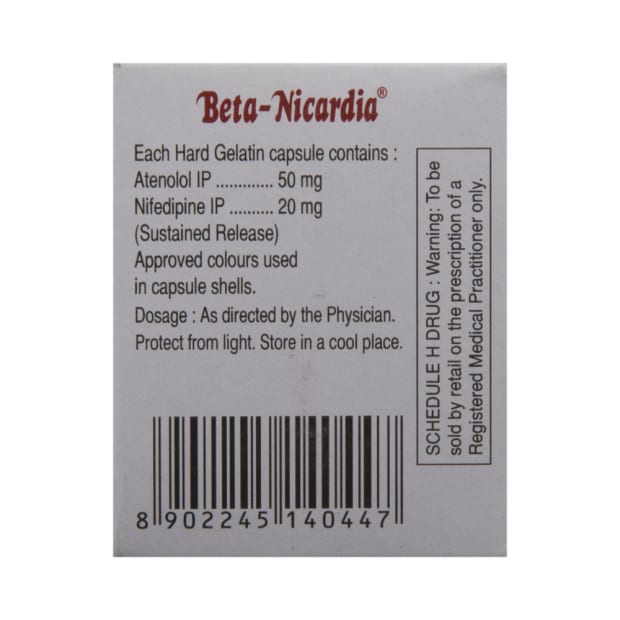 Beta-Nicardia®
Each Hard Gelatin capsule contains :
Atenolol IP ............. 50 mg
Nifedipine IP .......... 20 mg
(Sustained Release)
Approved colours used
in capsule shells.
Dosage : As directed by the Physician.
Protect from light. Store in a cool place.
SCHEDULE H DRUG : Warning: To be
sold by retail on the prescription of a
Registered Medical Practitioner only.
8 902245 140447